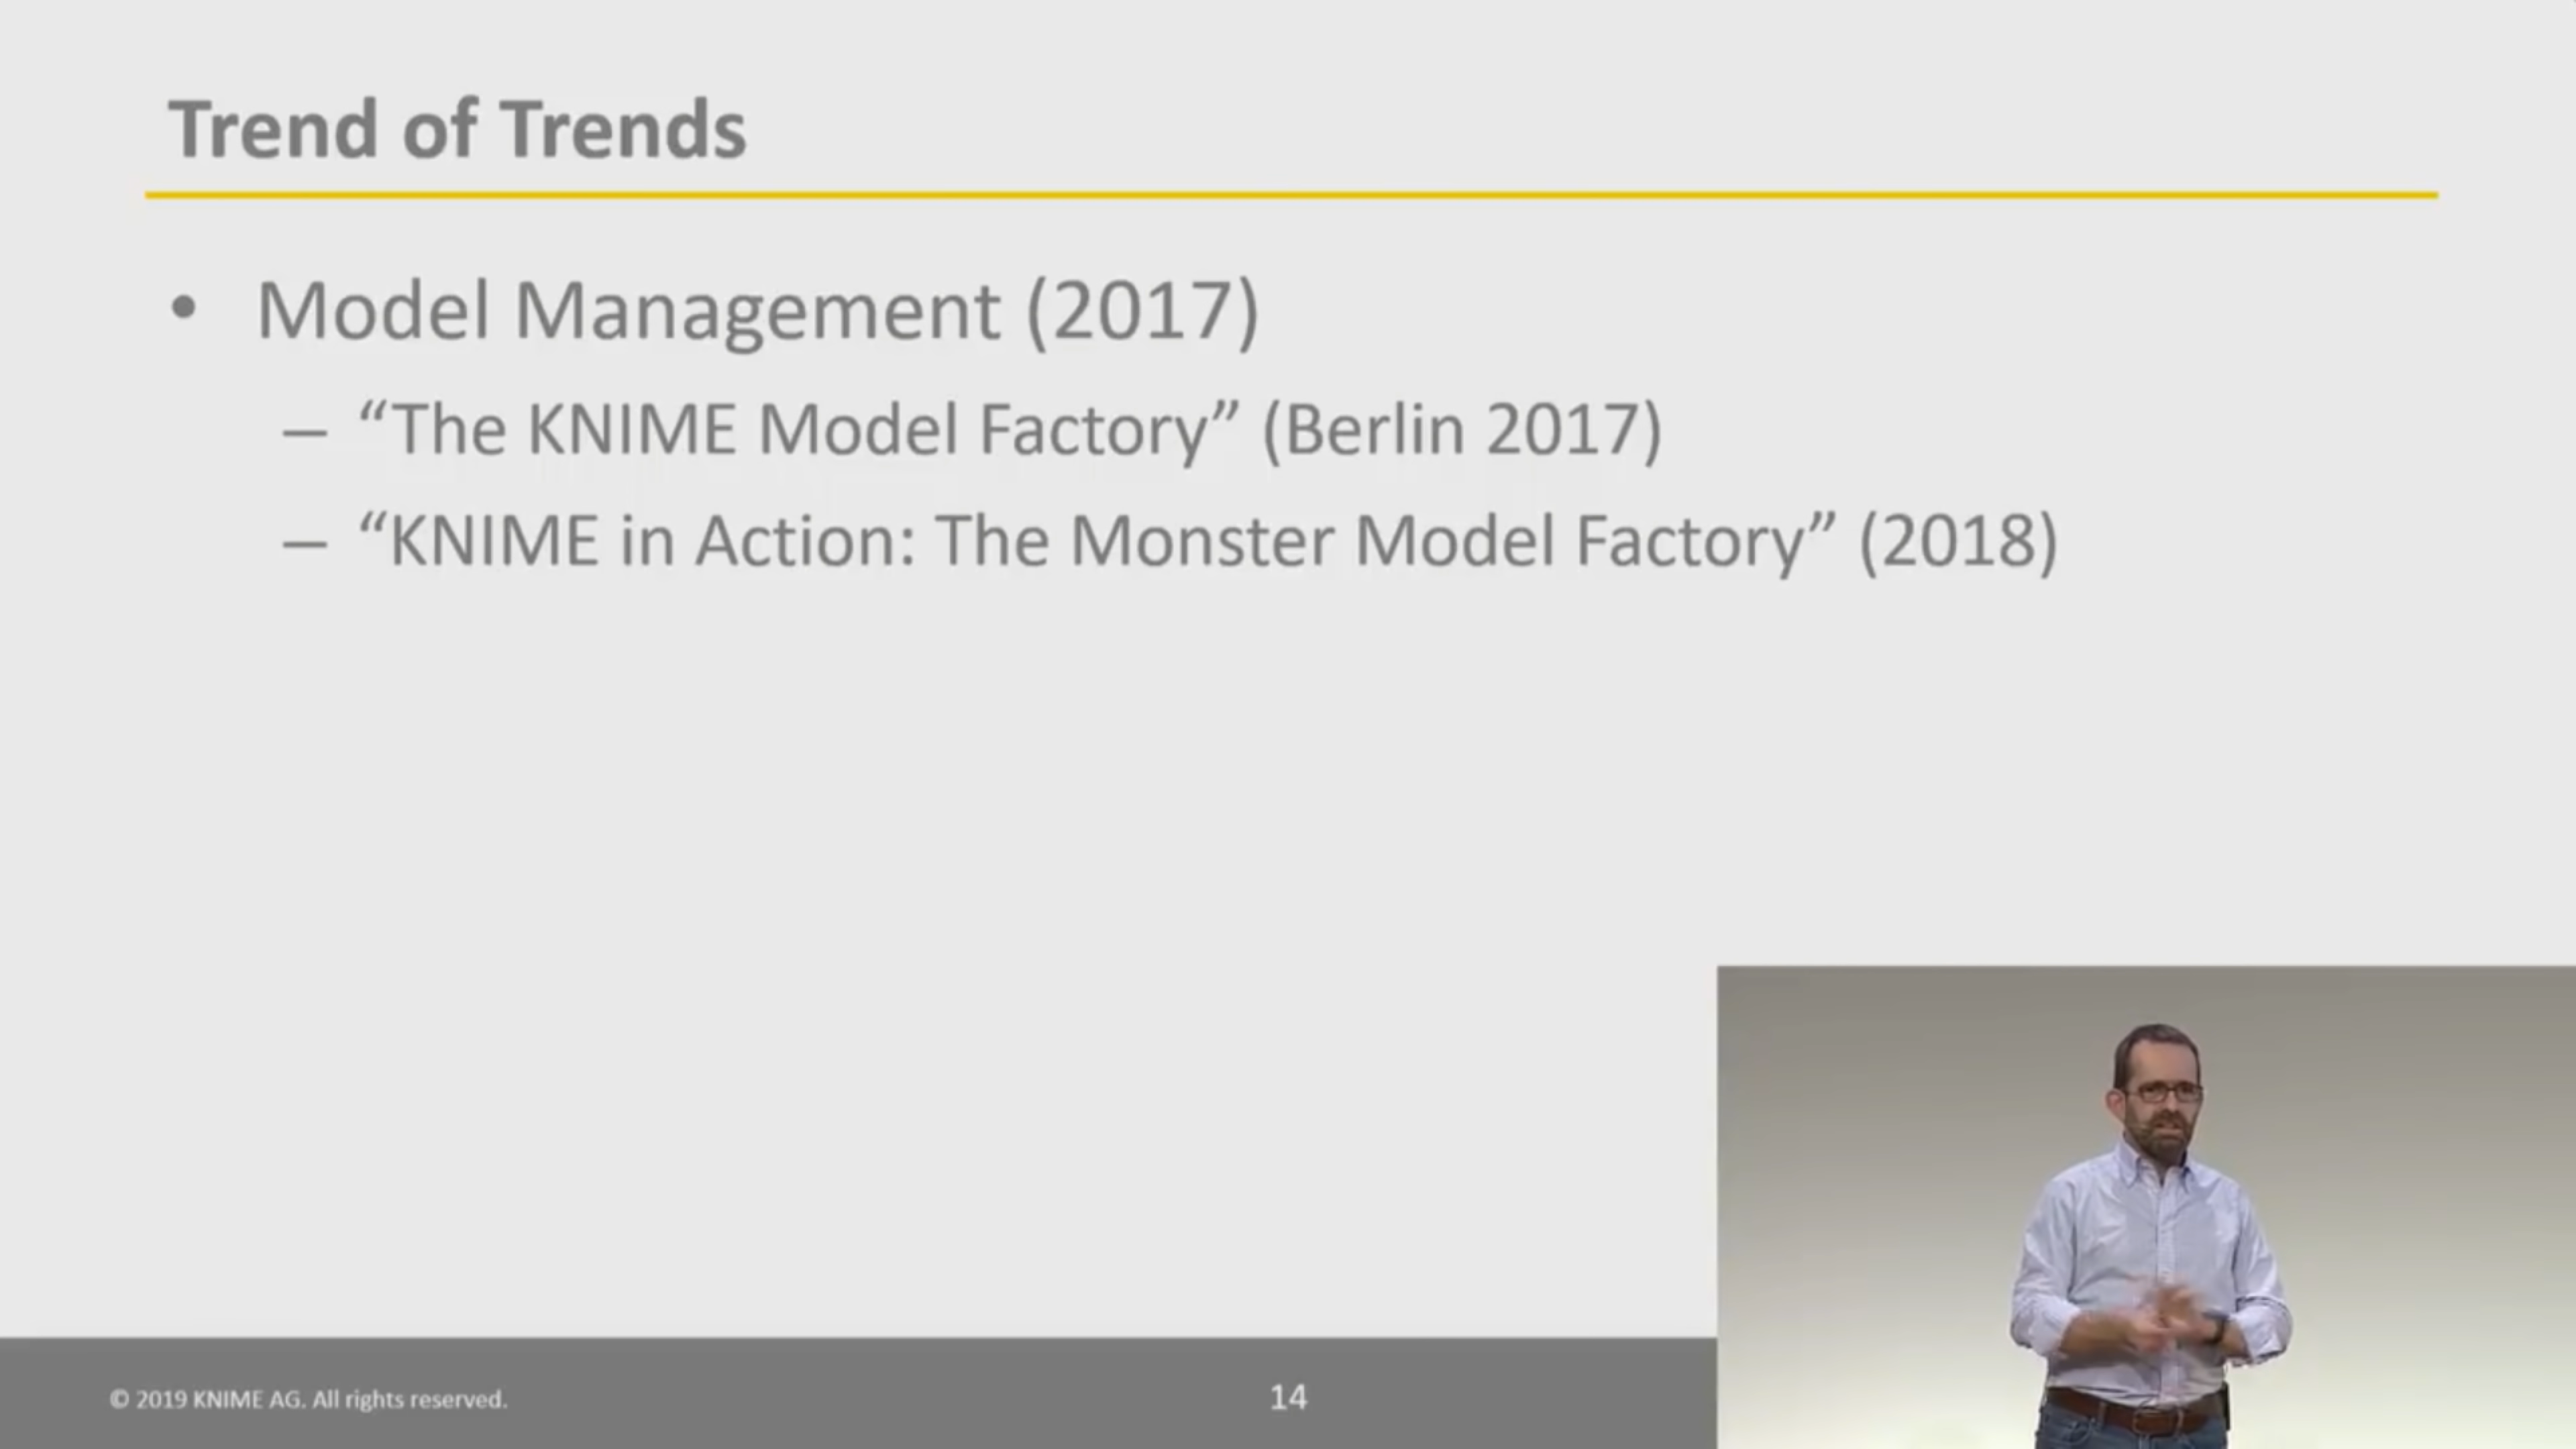 Trend of Trends
• Model Management (2017)
– “The KNIME Model Factory” (Berlin 2017)
– “KNIME in Action: The Monster Model Factory” (2018)
© 2019 KNIME AG. All rights reserved.
14